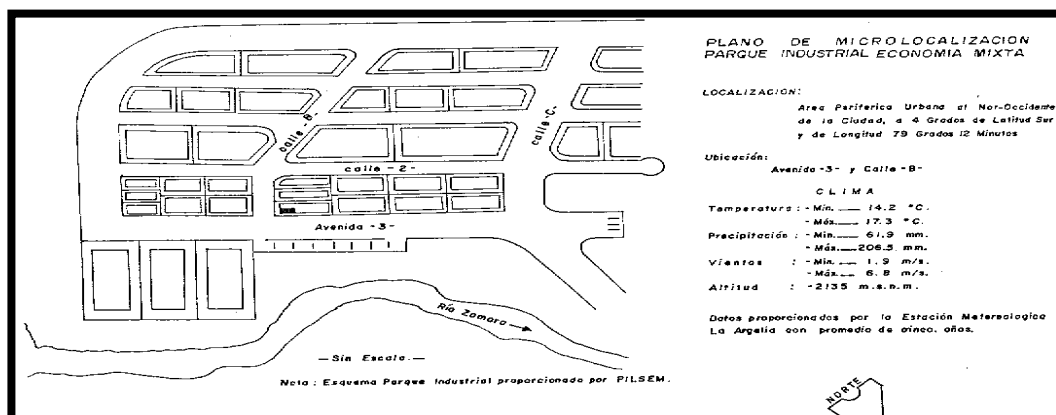 PLANO DE MICROLOCALIZACION
PARQUE INDUSTRIAL ECONOMIA MIXTA
LOCALIZACION:
Area Periferica Urbana al Nor-Occidente
de la Ciudad, a 4 Grados de Latitud Sur
y de Longitud 79 Grados 12 Minutos
Ubicación:
Avenida -3- y Calle -B-
CLIMA
Temperatura : - Mín. ___ 14.2 °C.
- Máx. ___ 17.3 °C.
Precipitación : - Mín. ___ 61.9 mm.
- Máx. ___ 206.5 mm.
Vientos : - Mín. ___ 1.9 m/s.
- Máx. ___ 6.8 m/s.
Altitud : -2135 m.s.n.m.
Datos proporcionados por la Estación Metereologica
La Argelia con promedio de cinco. años.
calle -B-
calle -C-
calle -2-
Avenida -3-
Río Zamora
— Sin Escala. —
Nota : Esquema Parque Industrial proporcionado por PILSEM.
NORTE